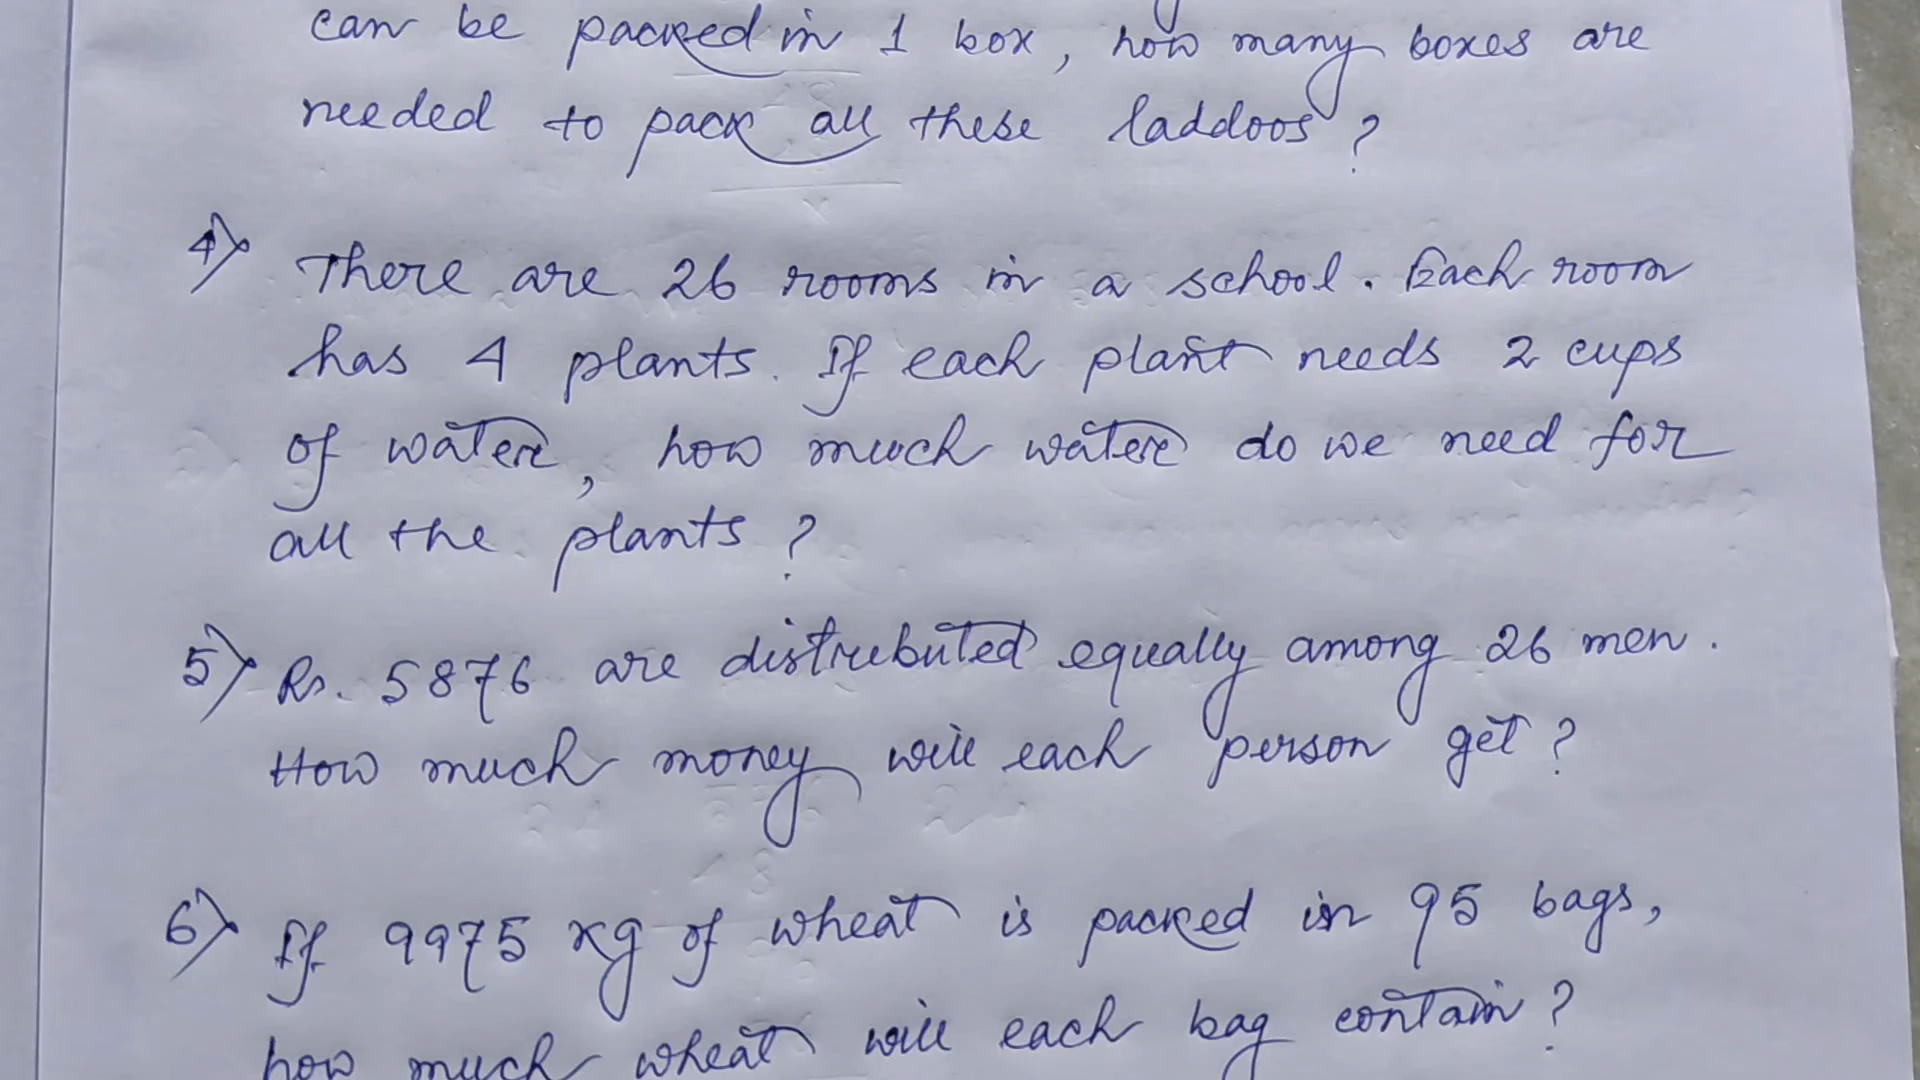 can be packed in 1 box, how many boxes are
needed to pack all these laddoos?
4) There are 26 rooms in a school. Each room
has 4 plants. If each plant needs 2 cups
of water, how much water do we need for
all the plants?
5) Rs. 5876 are distributed equally among 26 men.
How much money will each person get?
6) If 9975 kg of wheat is packed in 95 bags,
how much wheat will each bag contain?